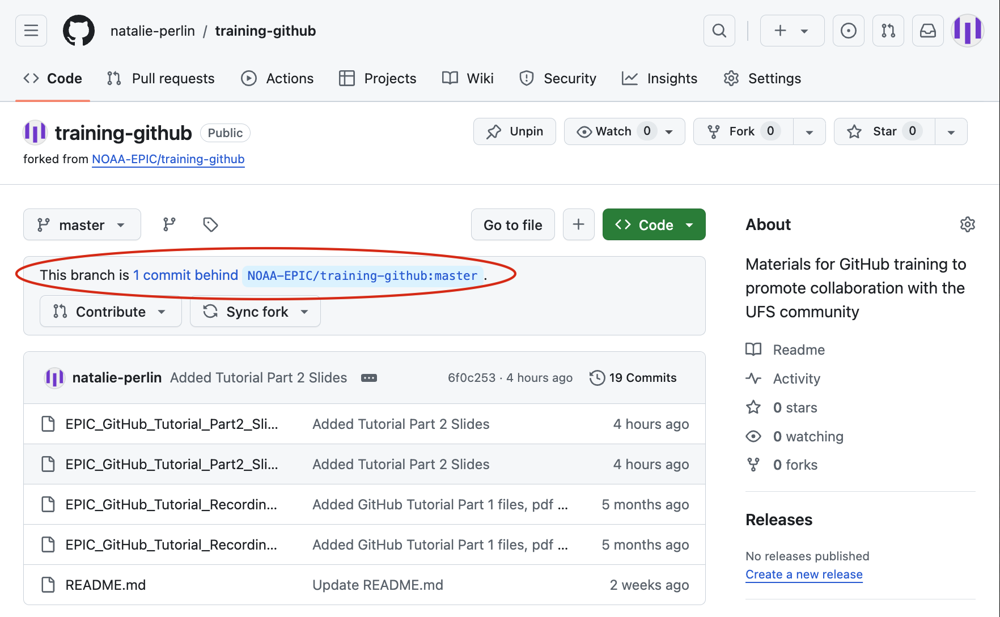 natalie-perlin / training-github
Code Pull requests Actions Projects Wiki Security Insights Settings
training-github Public
Unpin Watch 0 Fork 0 Star 0
forked from NOAA-EPIC/training-github
master Go to file Code
This branch is 1 commit behind NOAA-EPIC/training-github:master .
Contribute Sync fork
natalie-perlin Added Tutorial Part 2 Slides 6f0c253 · 4 hours ago 19 Commits
EPIC_GitHub_Tutorial_Part2_Sli... Added Tutorial Part 2 Slides 4 hours ago
EPIC_GitHub_Tutorial_Part2_Sli... Added Tutorial Part 2 Slides 4 hours ago
EPIC_GitHub_Tutorial_Recordin... Added GitHub Tutorial Part 1 files, pdf ... 5 months ago
EPIC_GitHub_Tutorial_Recordin... Added GitHub Tutorial Part 1 files, pdf ... 5 months ago
README.md Update README.md 2 weeks ago
About
Materials for GitHub training to
promote collaboration with the
UFS community
Readme
Activity
0 stars
0 watching
0 forks
Releases
No releases published
Create a new release